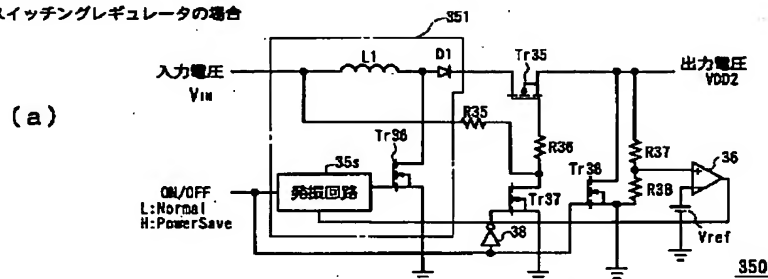 スイッチングレギュレータの場合
351
L1
D1
Tr35
入力電圧
VIN
出力電圧
VDD2
(a)
R35
Tr36
R36
R37
36
35s
発振回路
Tr38
R38
ON/OFF
L:Normal
H:PowerSave
Tr37
38
Vref
350